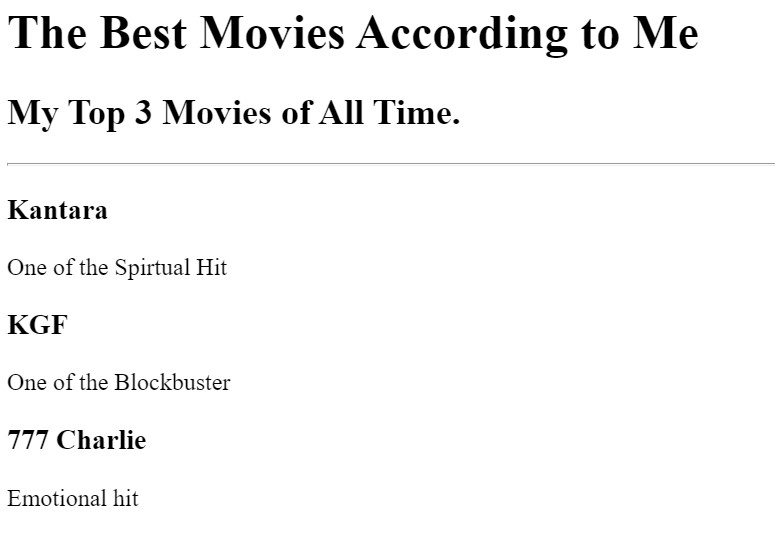 The Best Movies According to Me
My Top 3 Movies of All Time.
Kantara
One of the Spirtual Hit
KGF
One of the Blockbuster
777 Charlie
Emotional hit